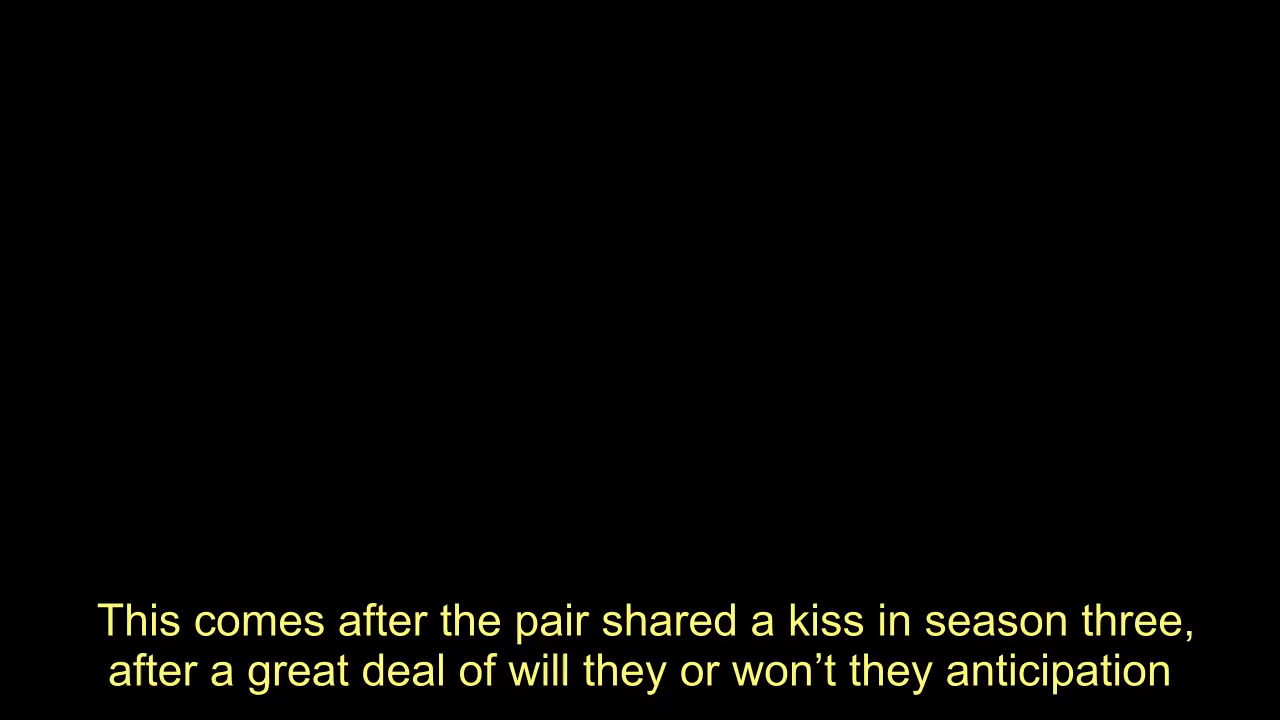 This comes after the pair shared a kiss in season three,
after a great deal of will they or won’t they anticipation